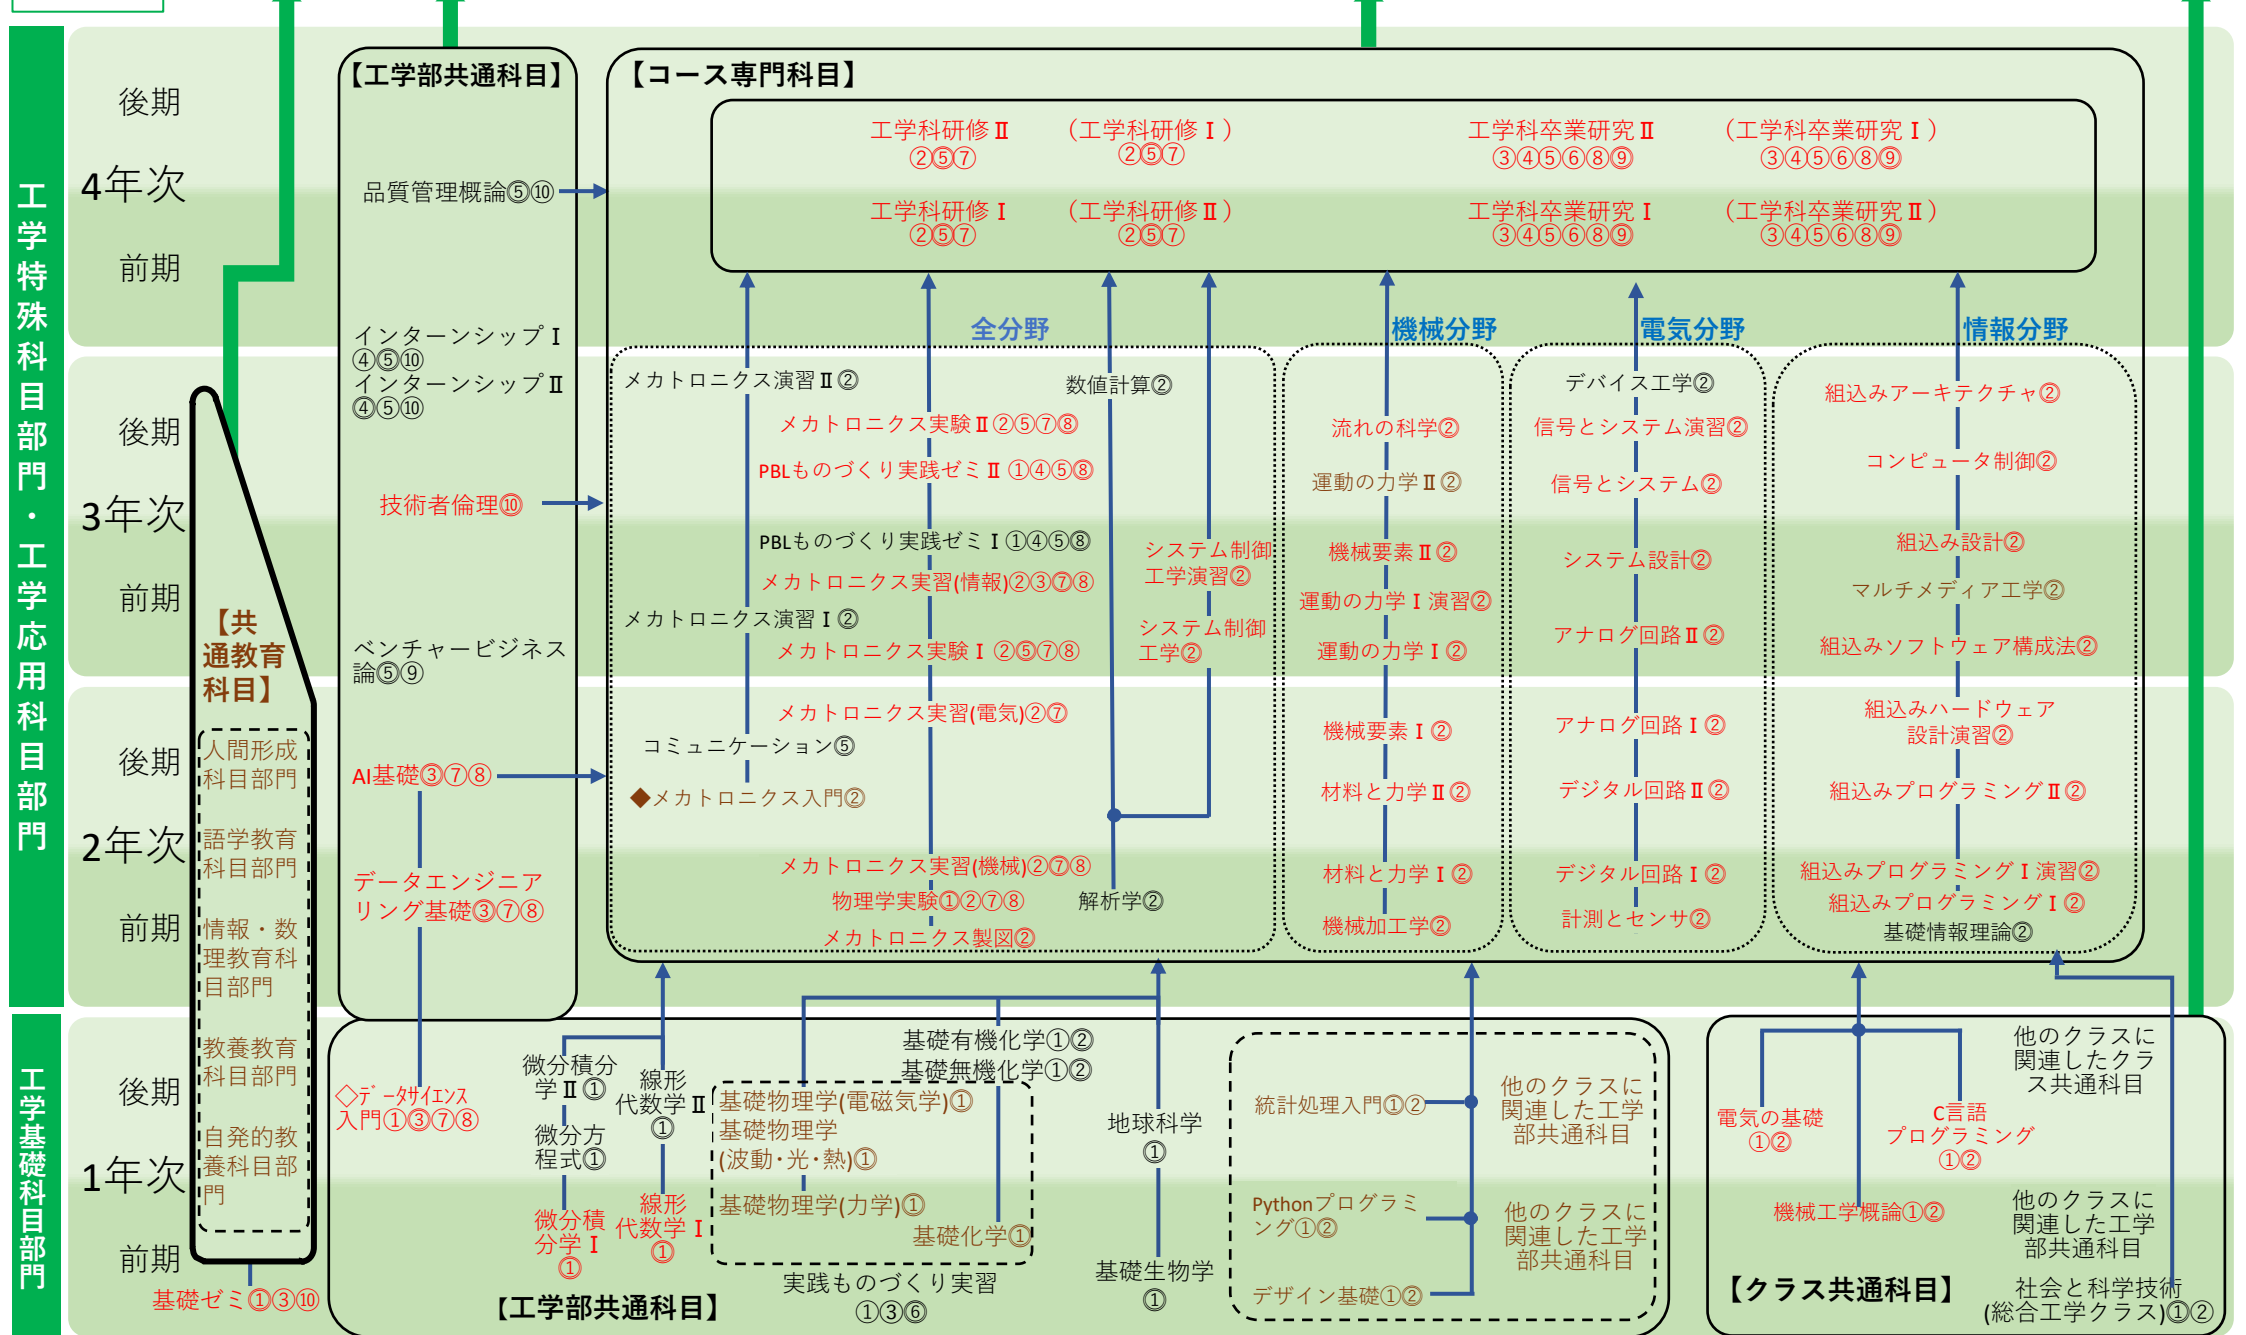 工学特殊科目部門・工学応用科目部門
工学基礎科目部門
後期
4年次
前期
後期
3年次
前期
後期
2年次
前期
後期
1年次
前期
【共
通教育
科目】
人間形成
科目部門
語学教育
科目部門
情報・数
理教育科
目部門
教養教育
科目部門
自発的教
養科目部
門
基礎ゼミ①③⑩
【工学部共通科目】
品質管理概論⑤⑩
インターンシップⅠ
④⑤⑩
インターンシップⅡ
④⑤⑩
技術者倫理⑩
ベンチャービジネス
論⑤⑨
AI基礎③⑦⑧
データエンジニア
リング基礎③⑦⑧
【コース専門科目】
工学科研修Ⅱ
②⑤⑦
(工学科研修Ⅰ)
②⑤⑦
工学科卒業研究Ⅱ
③④⑤⑥⑧⑨
(工学科卒業研究Ⅰ)
③④⑤⑥⑧⑨
工学科研修Ⅰ
②⑤⑦
(工学科研修Ⅱ)
②⑤⑦
工学科卒業研究Ⅰ
③④⑤⑥⑧⑨
(工学科卒業研究Ⅱ)
③④⑤⑥⑧⑨
全分野
メカトロニクス演習Ⅱ②
数値計算②
メカトロニクス実験Ⅱ②⑤⑦⑧
PBLものづくり実践ゼミⅡ①④⑤⑧
PBLものづくり実践ゼミⅠ①④⑤⑧
システム制御
工学演習②
メカトロニクス実習(情報)②③⑦⑧
メカトロニクス演習Ⅰ②
システム制御
工学②
メカトロニクス実験Ⅰ②⑤⑦⑧
メカトロニクス実習(電気)②⑦
コミュニケーション⑤
◆メカトロニクス入門②
メカトロニクス実習(機械)②⑦⑧
物理学実験①②⑦⑧
解析学②
メカトロニクス製図②
機械分野
流れの科学②
運動の力学Ⅱ②
機械要素Ⅱ②
運動の力学Ⅰ演習②
運動の力学Ⅰ②
機械要素Ⅰ②
材料と力学Ⅱ②
材料と力学Ⅰ②
機械加工学②
電気分野
デバイス工学②
信号とシステム演習②
信号とシステム②
システム設計②
アナログ回路Ⅱ②
アナログ回路Ⅰ②
デジタル回路Ⅱ②
デジタル回路Ⅰ②
計測とセンサ②
情報分野
組込みアーキテクチャ②
コンピュータ制御②
組込み設計②
マルチメディア工学②
組込みソフトウェア構成法②
組込みハードウェア
設計演習②
組込みプログラミングⅡ②
組込みプログラミングⅠ演習②
組込みプログラミングⅠ②
基礎情報理論②
◇データサイエンス
入門①③⑦⑧
微分積分
学Ⅱ①
微分方
程式①
微分積
分学Ⅰ
①
線形
代数学Ⅱ
①
線形
代数学Ⅰ
①
基礎有機化学①②
基礎無機化学①②
基礎物理学(電磁気学)①
基礎物理学
(波動・光・熱)①
基礎物理学(力学)①
基礎化学①
実践ものづくり実習
①③⑥
【工学部共通科目】
地球科学
①
基礎生物学
①
統計処理入門①②
他のクラスに
関連した工学
部共通科目
Pythonプログラミ
ング①②
他のクラスに
関連した工学
部共通科目
デザイン基礎①②
電気の基礎
①②
C言語
プログラミング
①②
機械工学概論①②
他のクラスに
関連したクラ
ス共通科目
他のクラスに
関連した工学
部共通科目
【クラス共通科目】
社会と科学技術
(総合工学クラス)①②